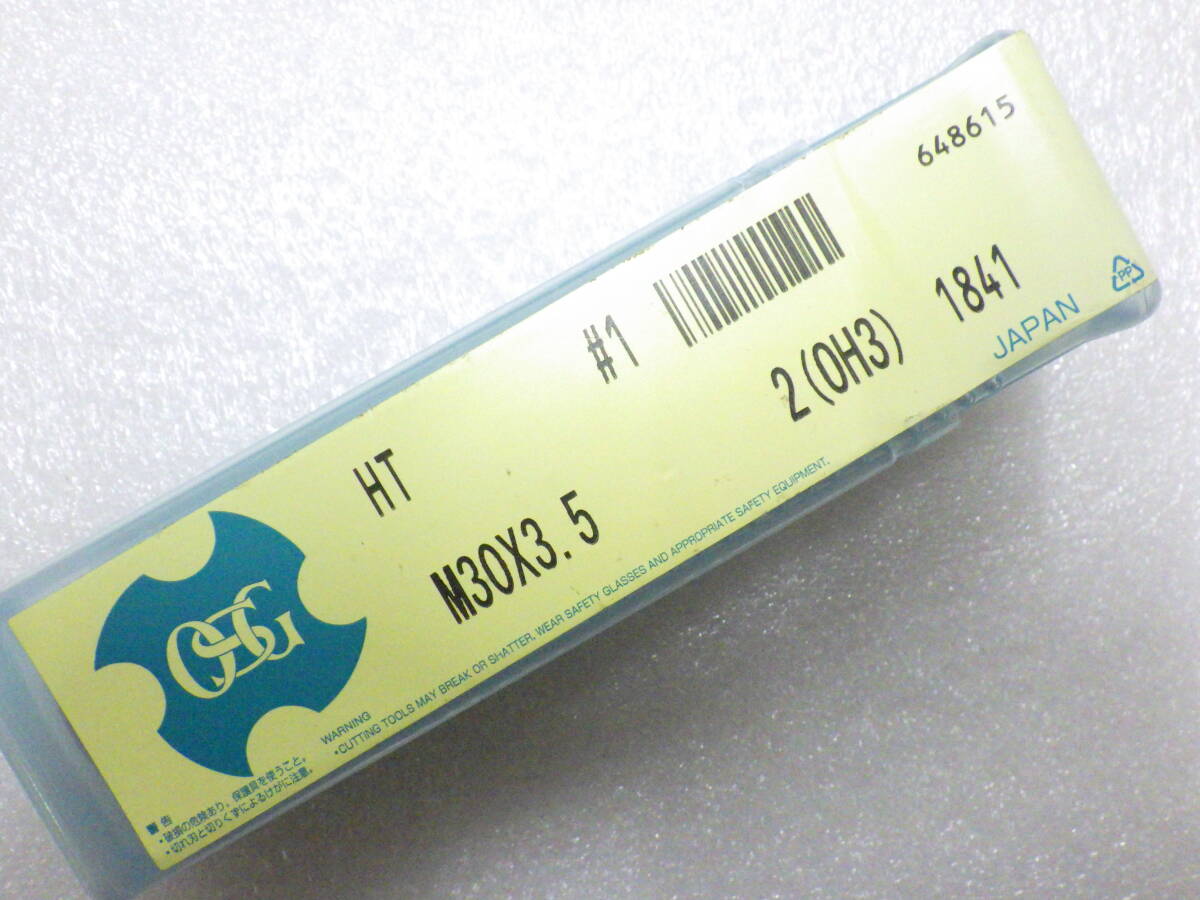 648615
#1
HT
2(OH3) 1841
M30X3.5
JAPAN
PP
OSG
WARNING
•CUTTING TOOLS MAY BREAK OR SHATTER. WEAR SAFETY GLASSES AND APPROPRIATE SAFETY EQUIPMENT.
警告
・破損の危険あり。保護具を使うこと。
・切れ刃と切りくずによるけがに注意。